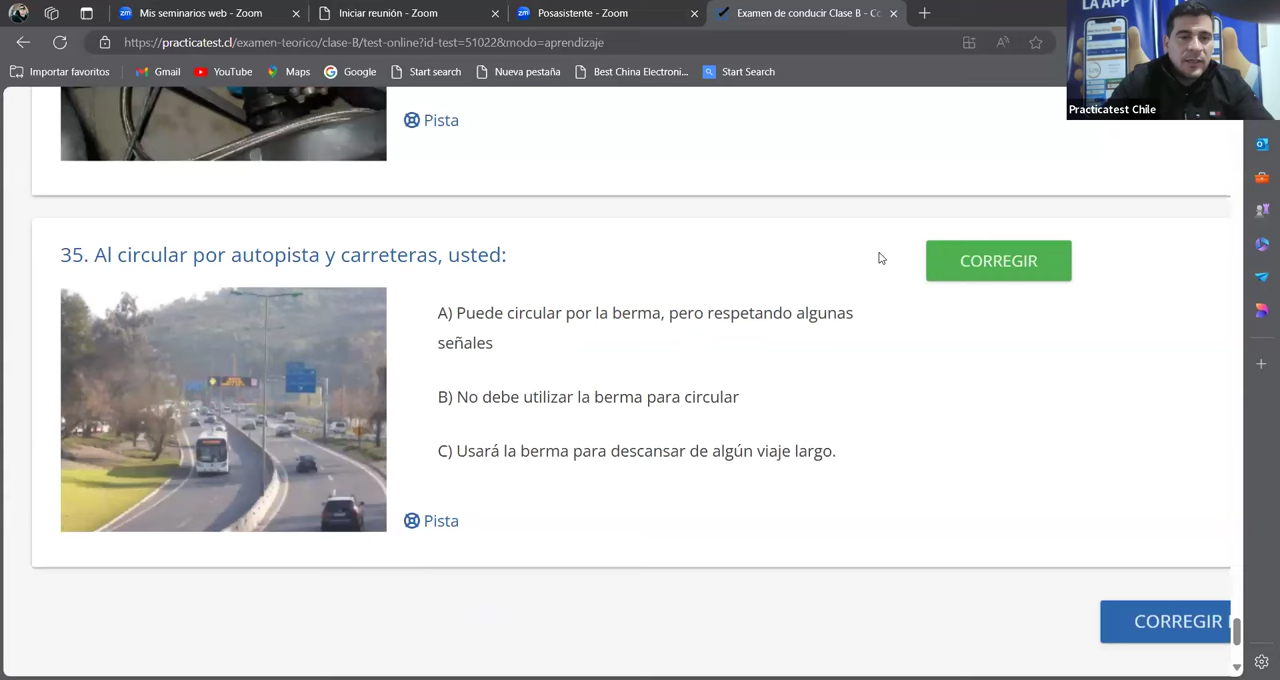 Mis seminarios web - Zoom
Iniciar reunión - Zoom
Posasistente - Zoom
Examen de conducir Clase B - Co
https://practicatest.cl/examen-teorico/clase-B/test-online?id-test=51022&modo=aprendizaje
Importar favoritos
Gmail
YouTube
Maps
Google
Start search
Nueva pestaña
Best China Electroni...
Start Search
LA APP
Practicatest Chile
Pista
35. Al circular por autopista y carreteras, usted:
CORREGIR
A) Puede circular por la berma, pero respetando algunas
señales
B) No debe utilizar la berma para circular
C) Usará la berma para descansar de algún viaje largo.
Pista
CORREGIR